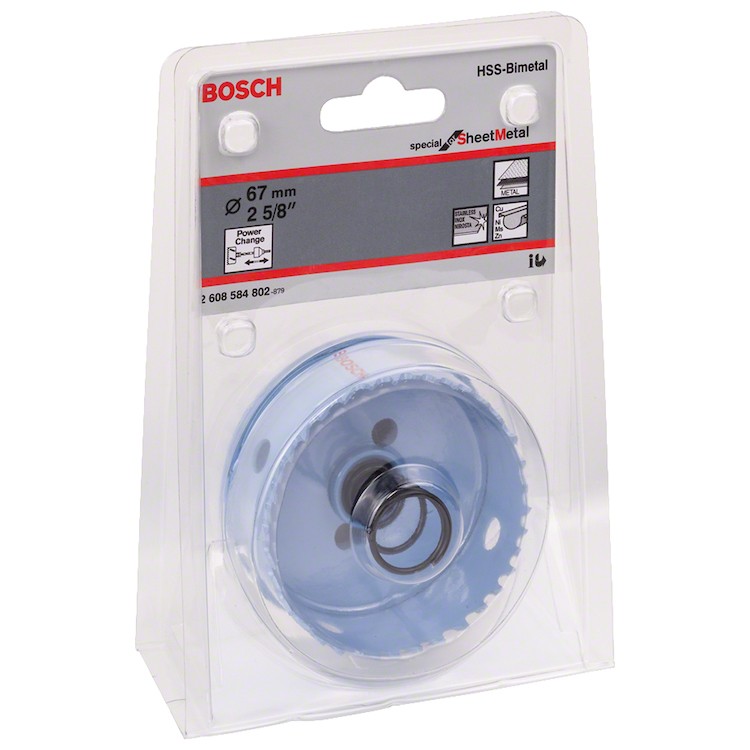 BOSCH
HSS-Bimetal
special for SheetMetal
Ø 67 mm
2 5/8"
METAL
STAINLESS
INOX
NIROSTA
Cu
Ni
Ms
Zn
Power
Change
2 608 584 802-879
BOSCH